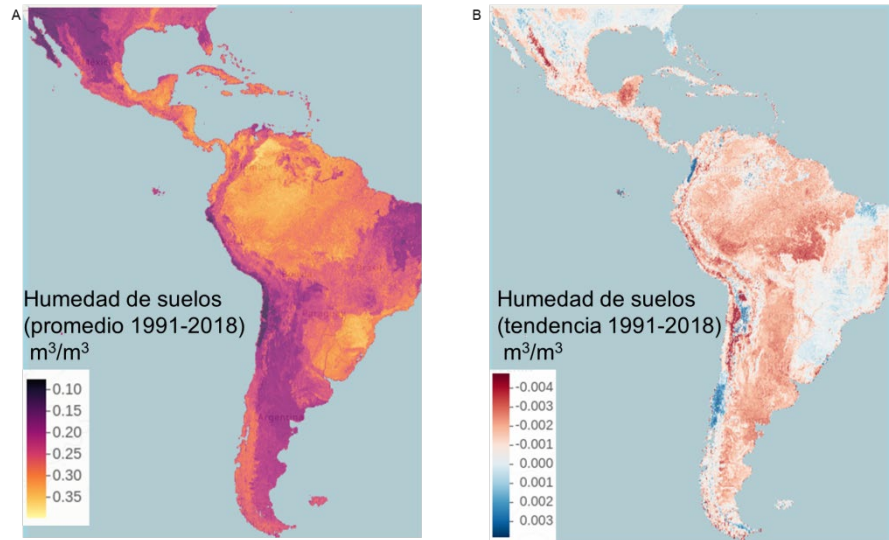 A
Humedad de suelos
(promedio 1991-2018)
m³/m³
0.10
0.15
0.20
0.25
0.30
0.35
Argentina
B
Humedad de suelos
(tendencia 1991-2018)
m³/m³
-0.004
-0.003
-0.002
-0.001
0.000
0.001
0.002
0.003